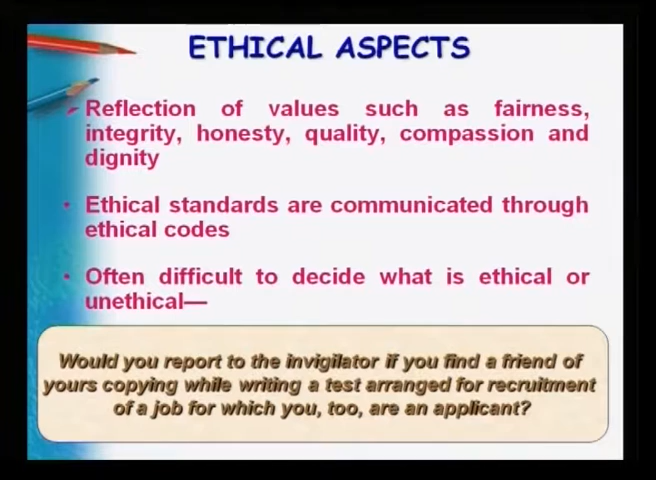 ETHICAL ASPECTS
Reflection of values such as fairness,
integrity, honesty, quality, compassion and
dignity
• Ethical standards are communicated through
ethical codes
• Often difficult to decide what is ethical or
unethical—
Would you report to the invigilator if you find a friend of
yours copying while writing a test arranged for recruitment
of a job for which you, too, are an applicant?